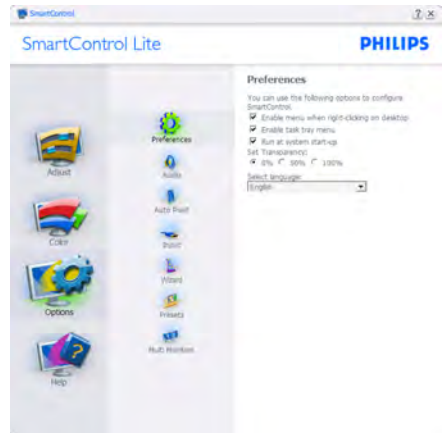 SmartControl
SmartControl Lite
PHILIPS
Adjust
Color
Options
Help
Preferences
Audio
Auto Pivot
Input
Wizard
Presets
Multi Monitors
Preferences
You can use the following options to configure
SmartControl.
Enable menu when right-clicking on desktop
Enable task tray menu
Run at system start-up
Set Transparency:
0% 50% 100%
Select language:
English